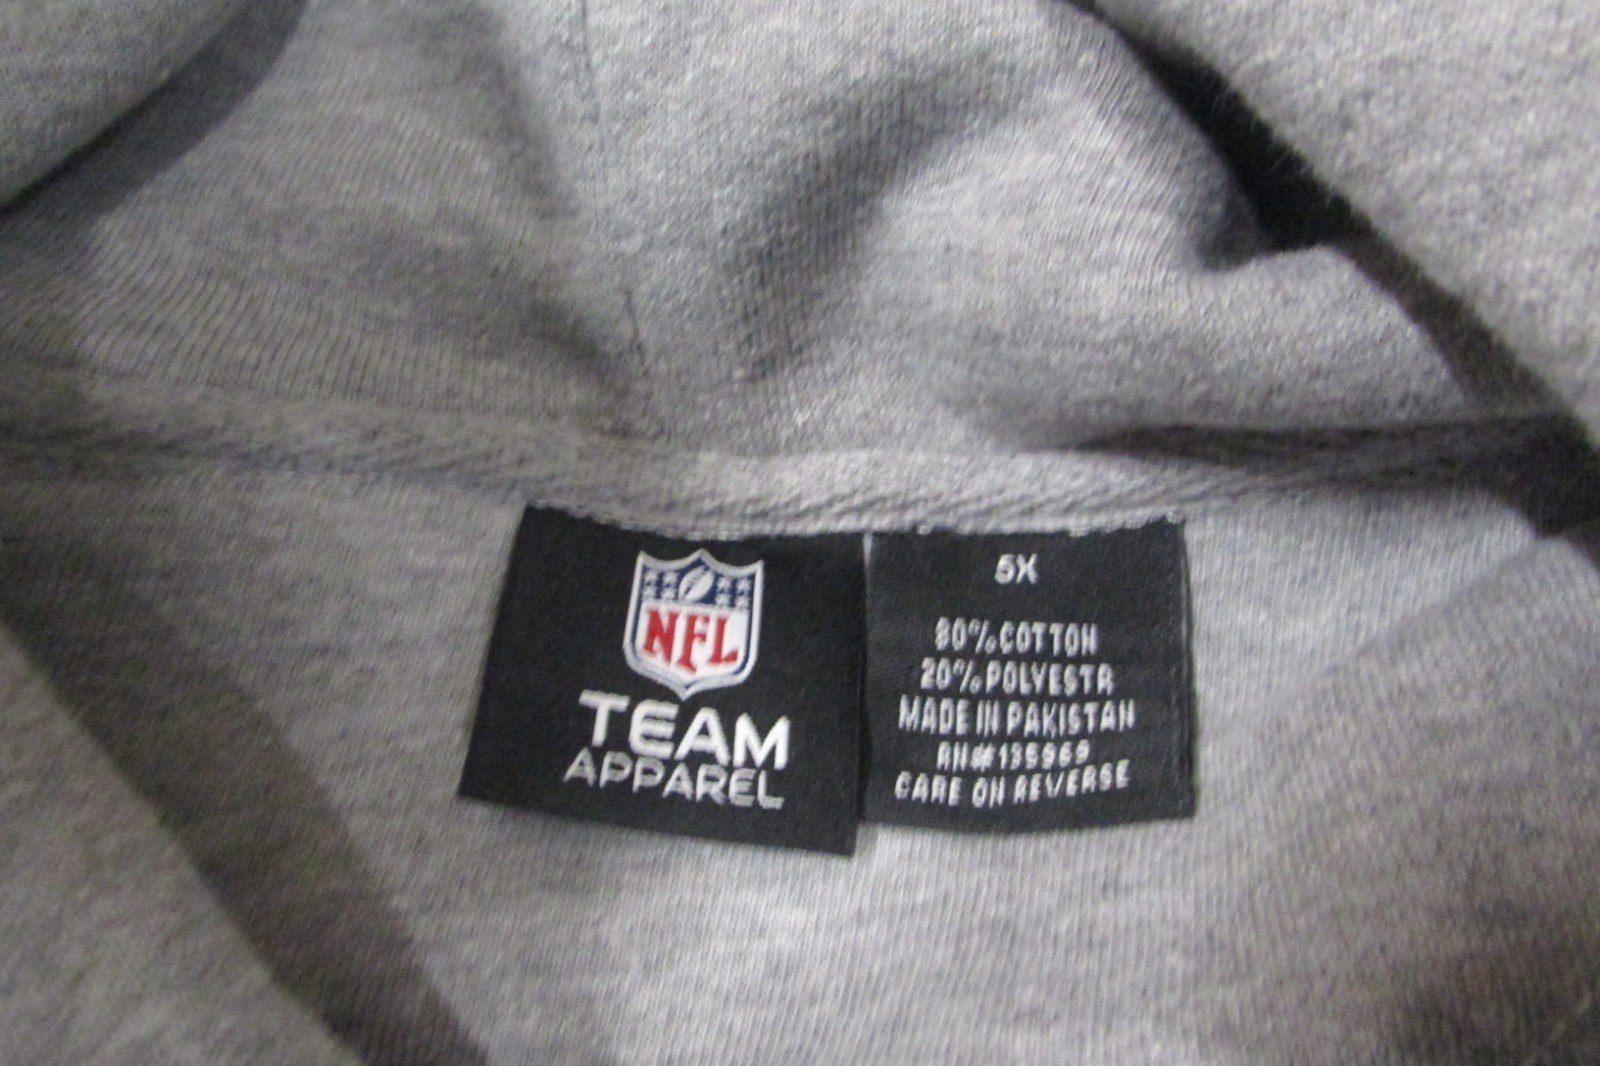 NFL
TEAM
APPAREL
5X
80% COTTON
20% POLYESTR
MADE IN PAKISTAN
RN# 135969
CARE ON REVERSE